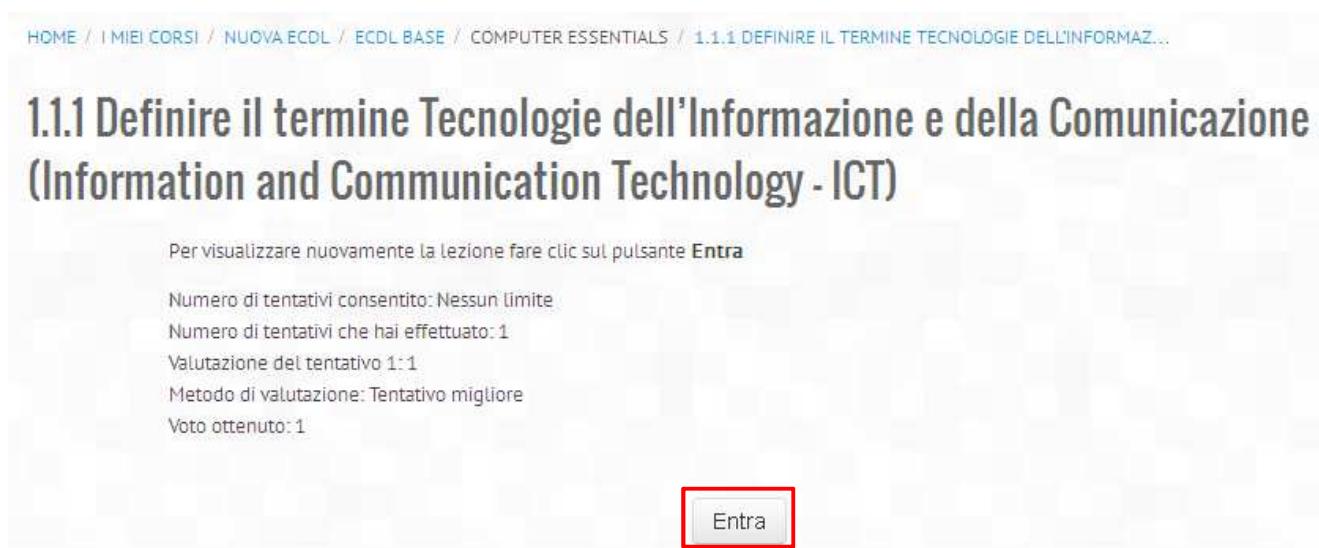 HOME / I MIEI CORSI / NUOVA ECDL / ECDL BASE / COMPUTER ESSENTIALS / 1.1.1 DEFINIRE IL TERMINE TECNOLOGIE DELL'INFORMAZ...
1.1.1 Definire il termine Tecnologie dell’Informazione e della Comunicazione
(Information and Communication Technology - ICT)
Per visualizzare nuovamente la lezione fare clic sul pulsante Entra
Numero di tentativi consentito: Nessun limite
Numero di tentativi che hai effettuato: 1
Valutazione del tentativo 1: 1
Metodo di valutazione: Tentativo migliore
Voto ottenuto: 1
Entra